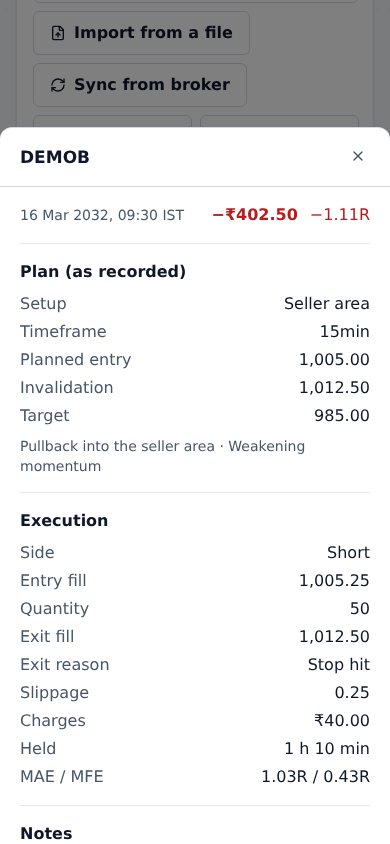 Import from a file
Sync from broker
DEMOB ×
16 Mar 2032, 09:30 IST −₹402.50 −1.11R
Plan (as recorded)
Setup Seller area
Timeframe 15min
Planned entry 1,005.00
Invalidation 1,012.50
Target 985.00
Pullback into the seller area · Weakening
momentum
Execution
Side Short
Entry fill 1,005.25
Quantity 50
Exit fill 1,012.50
Exit reason Stop hit
Slippage 0.25
Charges ₹40.00
Held 1 h 10 min
MAE / MFE 1.03R / 0.43R
Notes